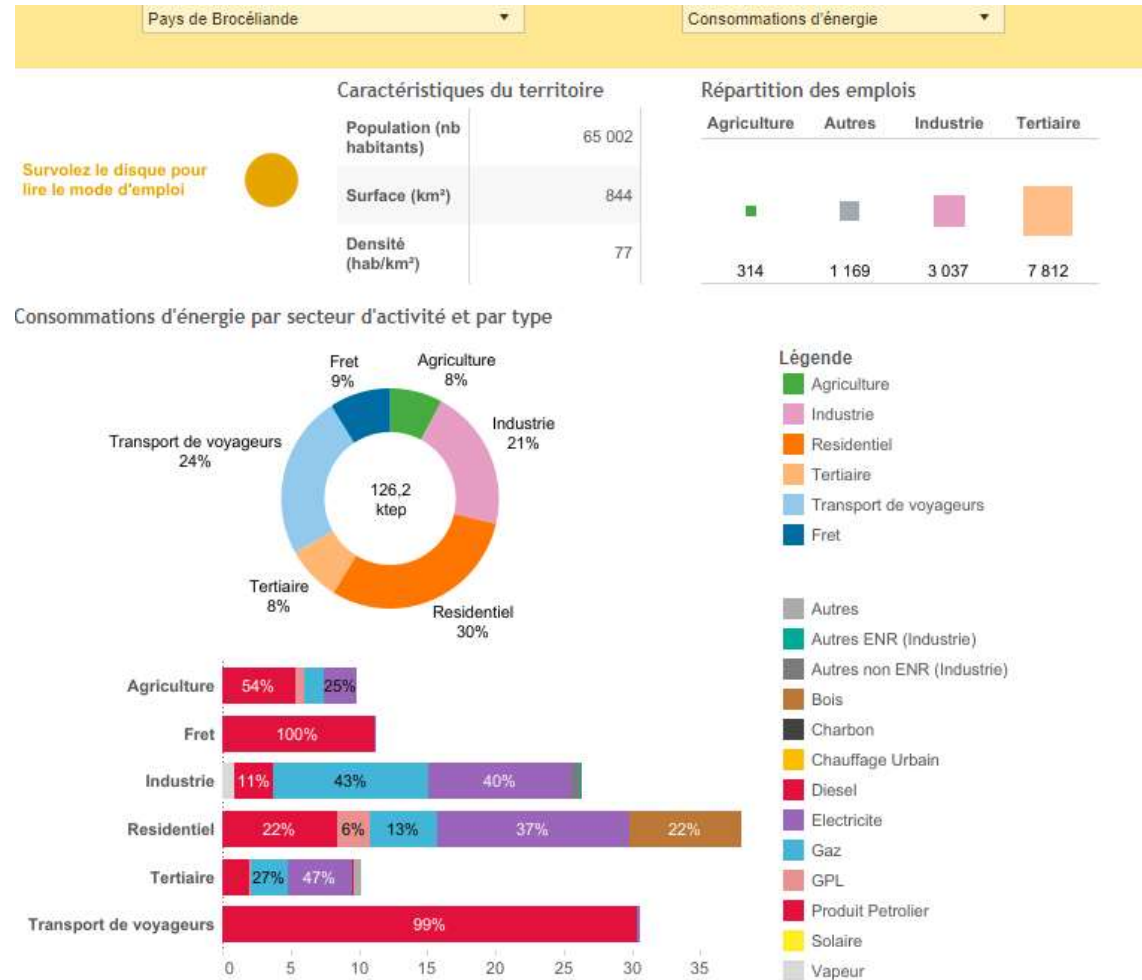 Pays de Brocéliande
Consommations d'énergie
Caractéristiques du territoire
Répartition des emplois
Survolez le disque pour
lire le mode d'emploi
Population (nb
habitants)
65 002
Surface (km²)
844
Densité
(hab/km²)
77
Agriculture Autres Industrie Tertiaire
314 1 169 3 037 7 812
Consommations d'énergie par secteur d'activité et par type
Fret
9%
Agriculture
8%
Industrie
21%
Transport de voyageurs
24%
126,2
ktep
Tertiaire
8%
Residentiel
30%
Légende
Agriculture
Industrie
Residentiel
Tertiaire
Transport de voyageurs
Fret
Autres
Autres ENR (Industrie)
Autres non ENR (Industrie)
Bois
Charbon
Chauffage Urbain
Diesel
Electricite
Gaz
GPL
Produit Petrolier
Solaire
Vapeur
Agriculture 54% 25%
Fret 100%
Industrie 11% 43% 40%
Residentiel 22% 6% 13% 37% 22%
Tertiaire 27% 47%
Transport de voyageurs 99%
0 5 10 15 20 25 30 35